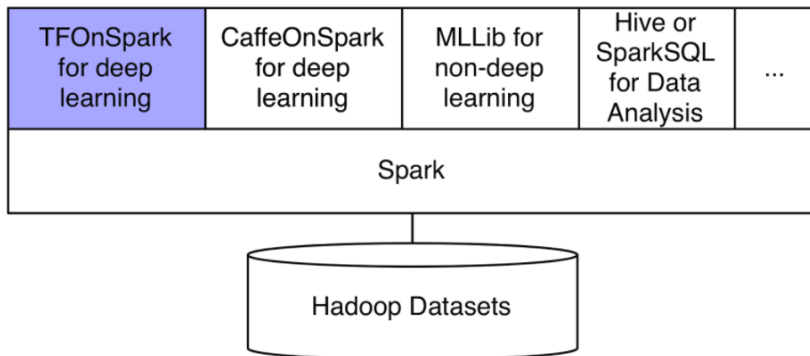 TFOnSpark
for deep
learning
CaffeOnSpark
for deep
learning
MLLib for
non-deep
learning
Hive or
SparkSQL
for Data
Analysis
...
Spark
Hadoop Datasets